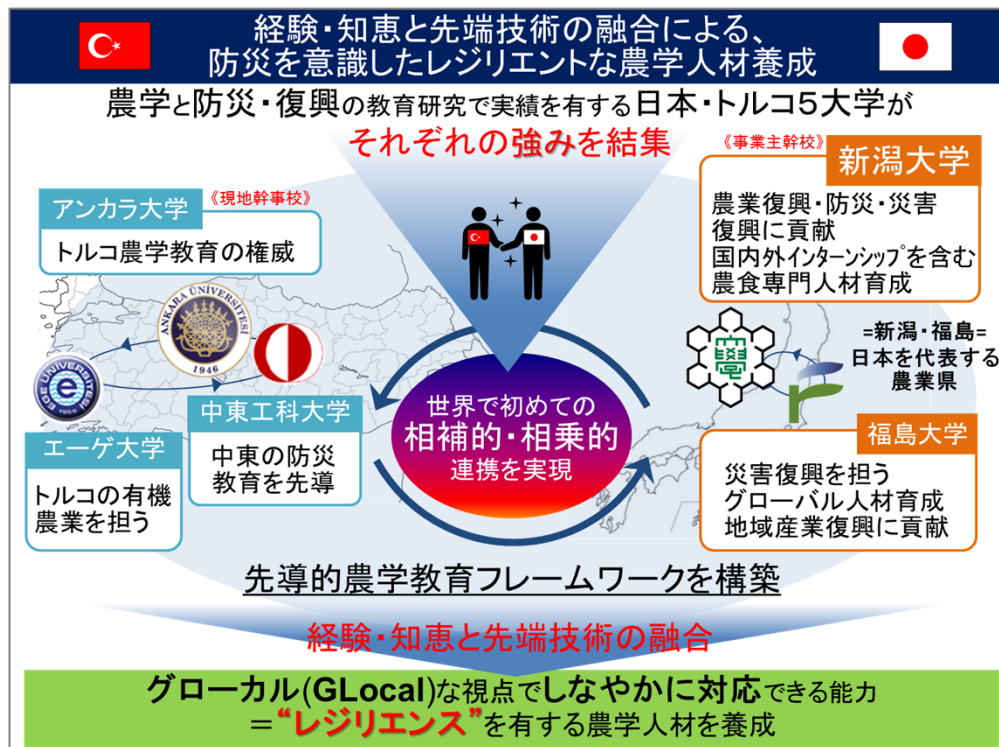 経験・知恵と先端技術の融合による、
防災を意識したレジリエントな農学人材養成
農学と防災・復興の教育研究で実績を有する日本・トルコ5大学が
それぞれの強みを結集
《現地幹事校》
アンカラ大学
トルコ農学教育の権威
《事業主幹校》
新潟大学
農業復興・防災・災害
復興に貢献
国内外インターンシップを含む
農食専門人材育成
ANKARA ÜNİVERSİTESİ
1946
EGE ÜNİVERSİTESİ
e
1955
=新潟・福島=
日本を代表する
農業県
大學
エーゲ大学
トルコの有機
農業を担う
中東工科大学
中東の防災
教育を先導
世界で初めての
相補的・相乗的
連携を実現
福島大学
災害復興を担う
グローバル人材育成
地域産業復興に貢献
先導的農学教育フレームワークを構築
経験・知恵と先端技術の融合
グローカル(GLocal)な視点でしなやかに対応できる能力
＝“レジリエンス”を有する農学人材を養成